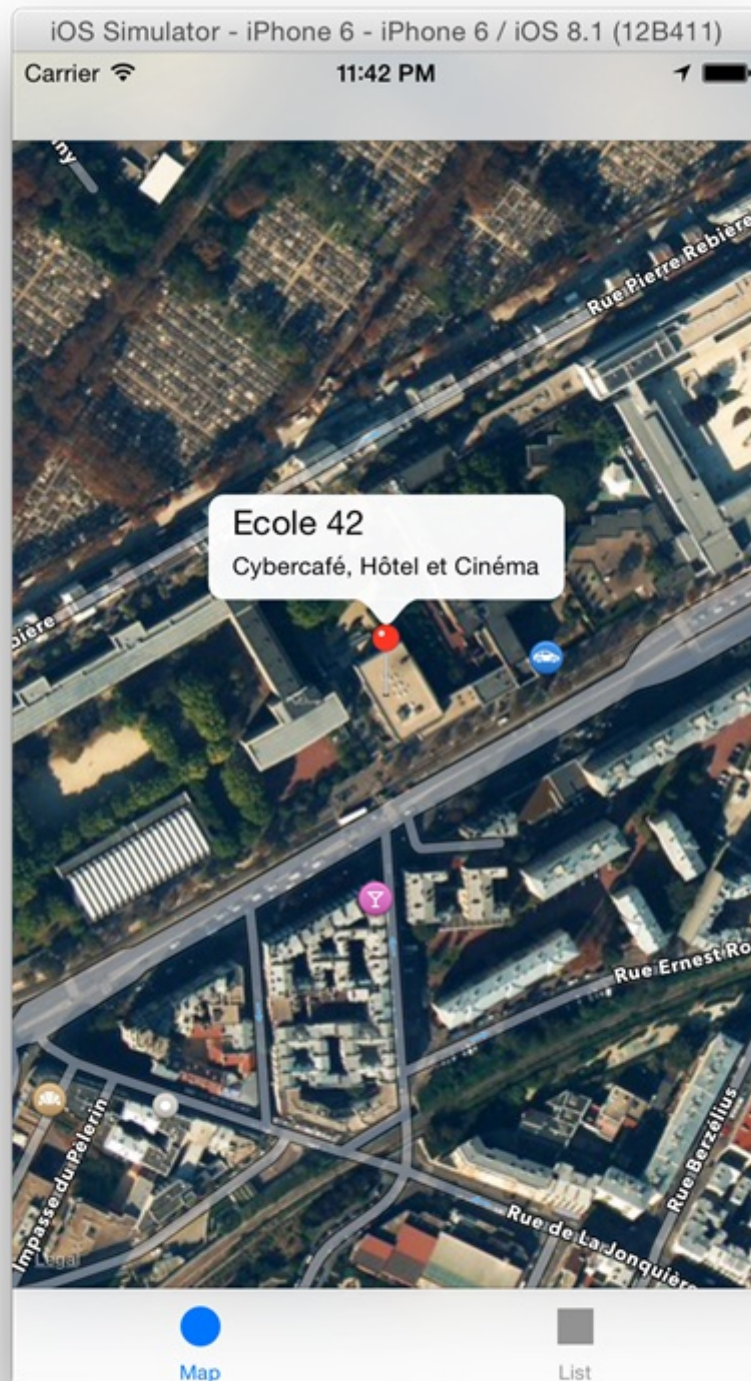 iOS Simulator - iPhone 6 - iPhone 6 / iOS 8.1 (12B411)
Carrier 11:42 PM
ny
Rue Pierre Rebière
Ecole 42
Cybercafé, Hôtel et Cinéma
bière
Rue Ernest Ro
Impasse du Pelerin
Rue Berzélius
Rue de La Jonquière
Legal
Map List